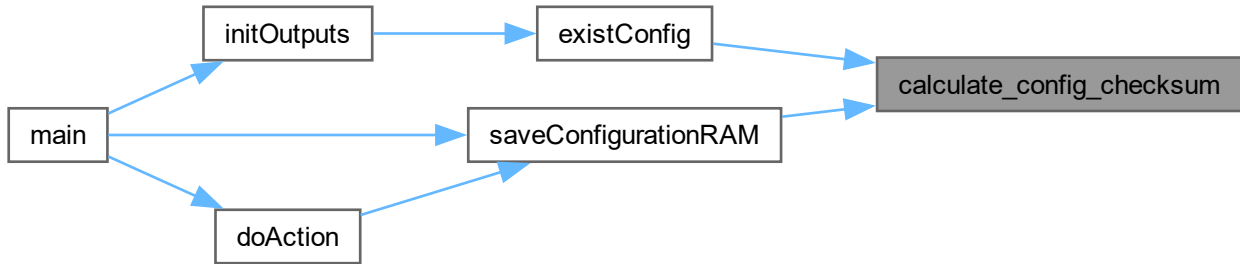 initOutputs
existConfig
calculate_config_checksum
main
saveConfigurationRAM
doAction